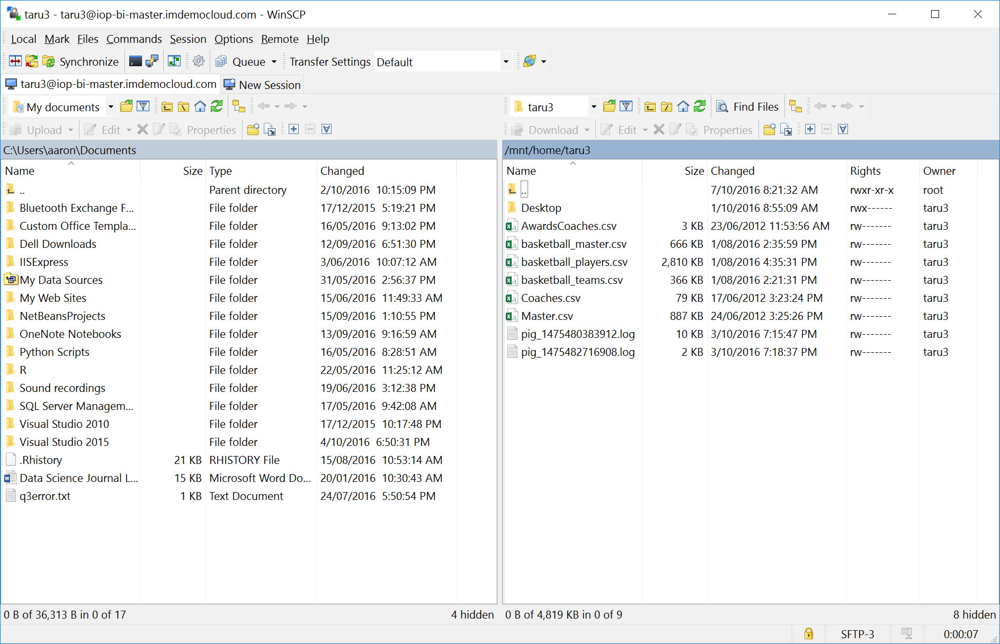 taru3 - taru3@iop-bi-master.imdemocloud.com - WinSCP
Local Mark Files Commands Session Options Remote Help
Synchronize Queue Transfer Settings Default
taru3@iop-bi-master.imdemocloud.com New Session
My documents taru3 Find Files
Upload Edit Properties Download Edit Properties
C:\Users\aaron\Documents
Name Size Type Changed
.. Parent directory 2/10/2016 10:15:09 PM
Bluetooth Exchange F... File folder 17/12/2015 5:19:21 PM
Custom Office Templa... File folder 16/05/2016 9:13:02 PM
Dell Downloads File folder 12/09/2016 6:51:30 PM
IISExpress File folder 3/06/2016 10:07:12 AM
My Data Sources File folder 31/05/2016 2:56:37 PM
My Web Sites File folder 15/06/2016 11:49:33 AM
NetBeansProjects File folder 15/09/2016 1:10:55 PM
OneNote Notebooks File folder 13/09/2016 9:16:59 AM
Python Scripts File folder 16/05/2016 8:28:51 AM
R File folder 22/05/2016 11:25:12 AM
Sound recordings File folder 19/06/2016 3:12:38 PM
SQL Server Managem... File folder 17/05/2016 9:42:08 AM
Visual Studio 2010 File folder 17/12/2015 10:17:48 PM
Visual Studio 2015 File folder 4/10/2016 6:50:31 PM
.Rhistory 21 KB RHISTORY File 15/08/2016 10:53:14 AM
Data Science Journal L... 15 KB Microsoft Word Do... 20/01/2016 10:30:43 AM
q3error.txt 1 KB Text Document 24/07/2016 5:50:54 PM
0 B of 36,313 B in 0 of 17 4 hidden
/mnt/home/taru3
Name Size Changed Rights Owner
.. 7/10/2016 8:21:32 AM rwxr-xr-x root
Desktop 1/10/2016 8:55:09 AM rwx------ taru3
AwardsCoaches.csv 3 KB 23/06/2012 11:53:56 AM rw------- taru3
basketball_master.csv 666 KB 1/08/2016 2:35:59 PM rw------- taru3
basketball_players.csv 2,810 KB 1/08/2016 4:35:31 PM rw------- taru3
basketball_teams.csv 366 KB 1/08/2016 2:21:31 PM rw------- taru3
Coaches.csv 79 KB 17/06/2012 3:23:24 PM rw------- taru3
Master.csv 887 KB 24/06/2012 3:25:26 PM rw------- taru3
pig_1475480383912.log 10 KB 3/10/2016 7:15:47 PM rw------- taru3
pig_1475482716908.log 2 KB 3/10/2016 7:18:37 PM rw------- taru3
0 B of 4,819 KB in 0 of 9 8 hidden
SFTP-3 0:00:07